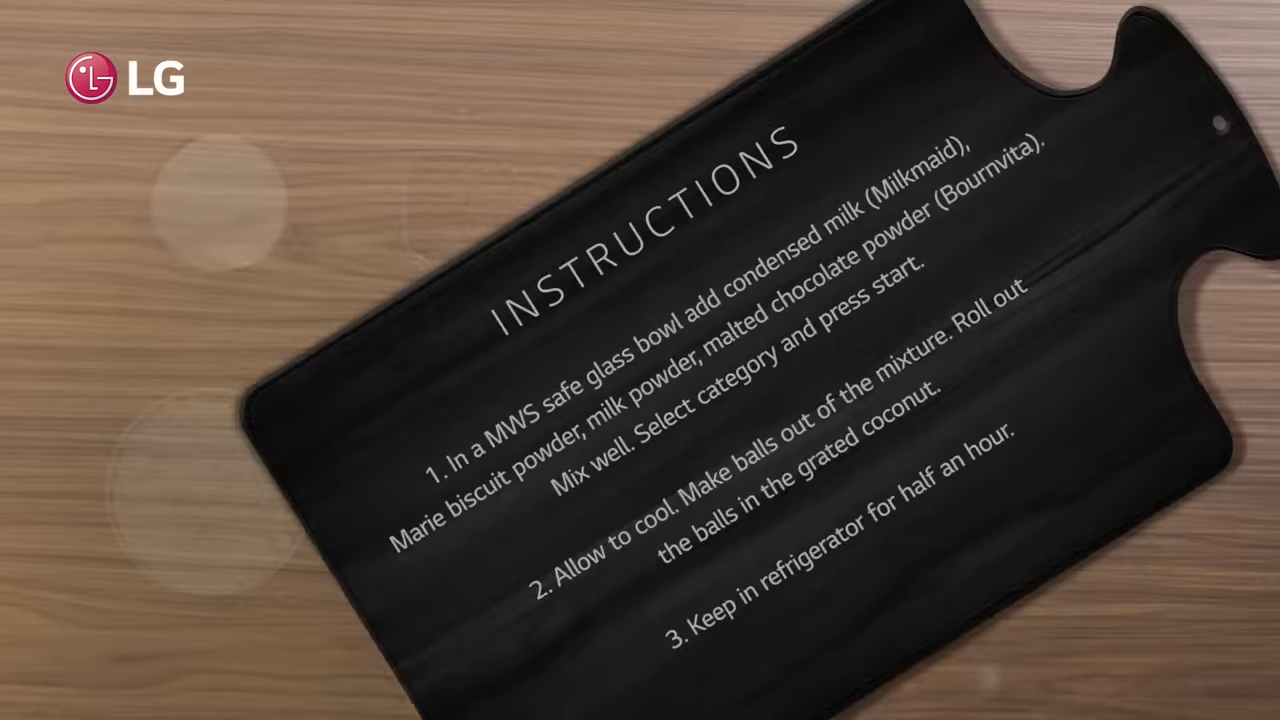 LG
INSTRUCTIONS
1. In a MWS safe glass bowl add condensed milk (Milkmaid),
Marie biscuit powder, milk powder, malted chocolate powder (Bournvita).
Mix well. Select category and press start.
2. Allow to cool. Make balls out of the mixture. Roll out
the balls in the grated coconut.
3. Keep in refrigerator for half an hour.